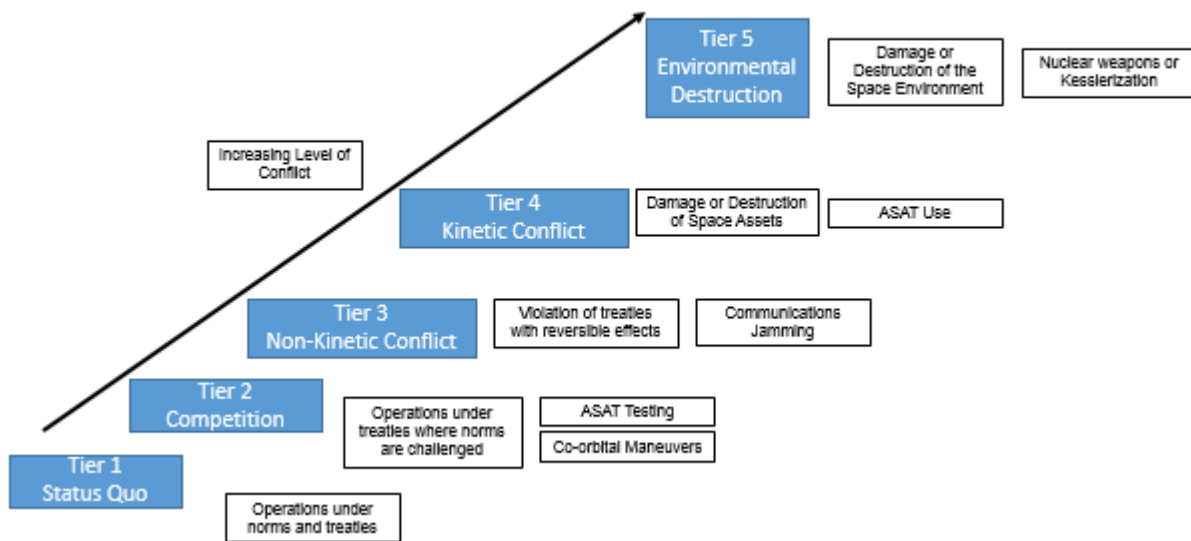 Tier 5
Environmental
Destruction
Damage or
Destruction of the
Space Environment
Nuclear weapons or
Kesslerization
Increasing Level of
Conflict
Tier 4
Kinetic Conflict
Damage or Destruction
of Space Assets
ASAT Use
Tier 3
Non-Kinetic Conflict
Violation of treaties
with reversible effects
Communications
Jamming
Tier 2
Competition
Operations under
treaties where norms
are challenged
ASAT Testing
Co-orbital Maneuvers
Tier 1
Status Quo
Operations under
norms and treaties